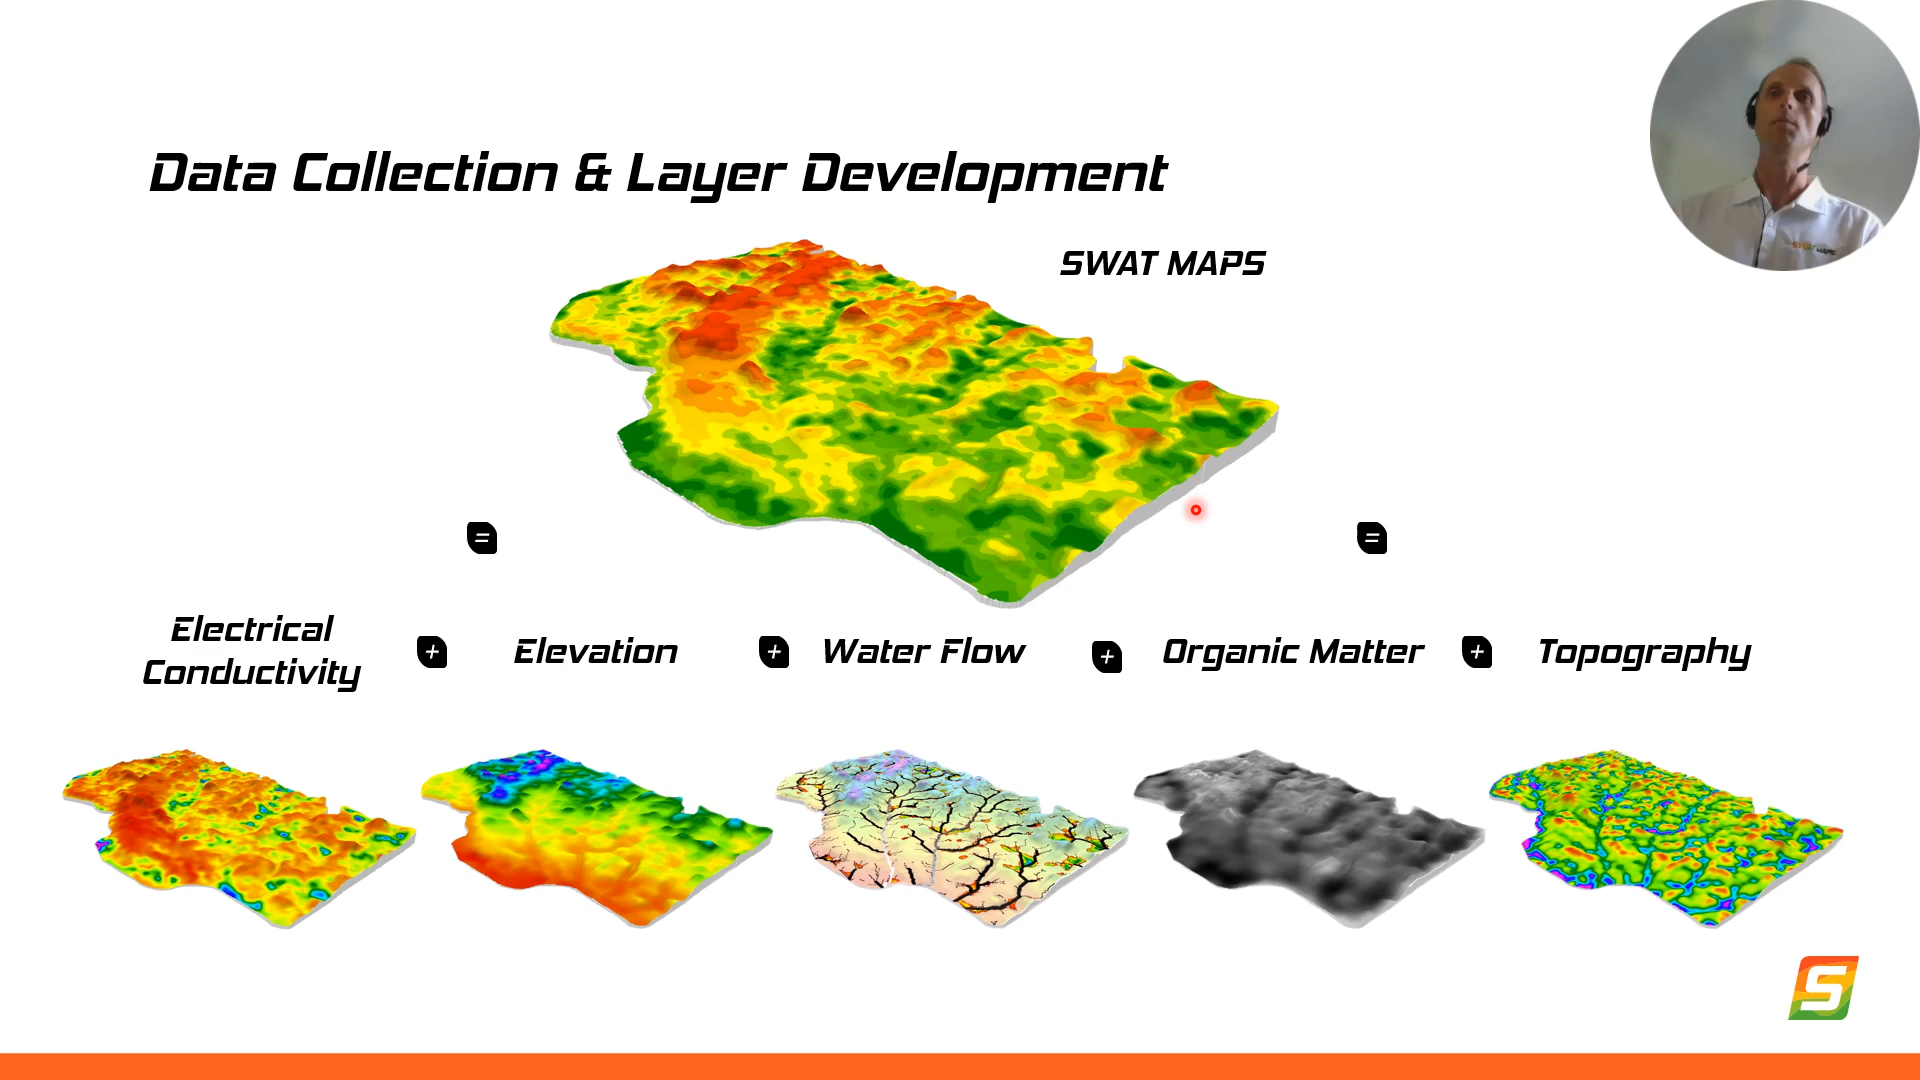 Data Collection & Layer Development
SWAT MAPS
= =
Electrical
Conductivity
+ Elevation + Water Flow + Organic Matter + Topography
S